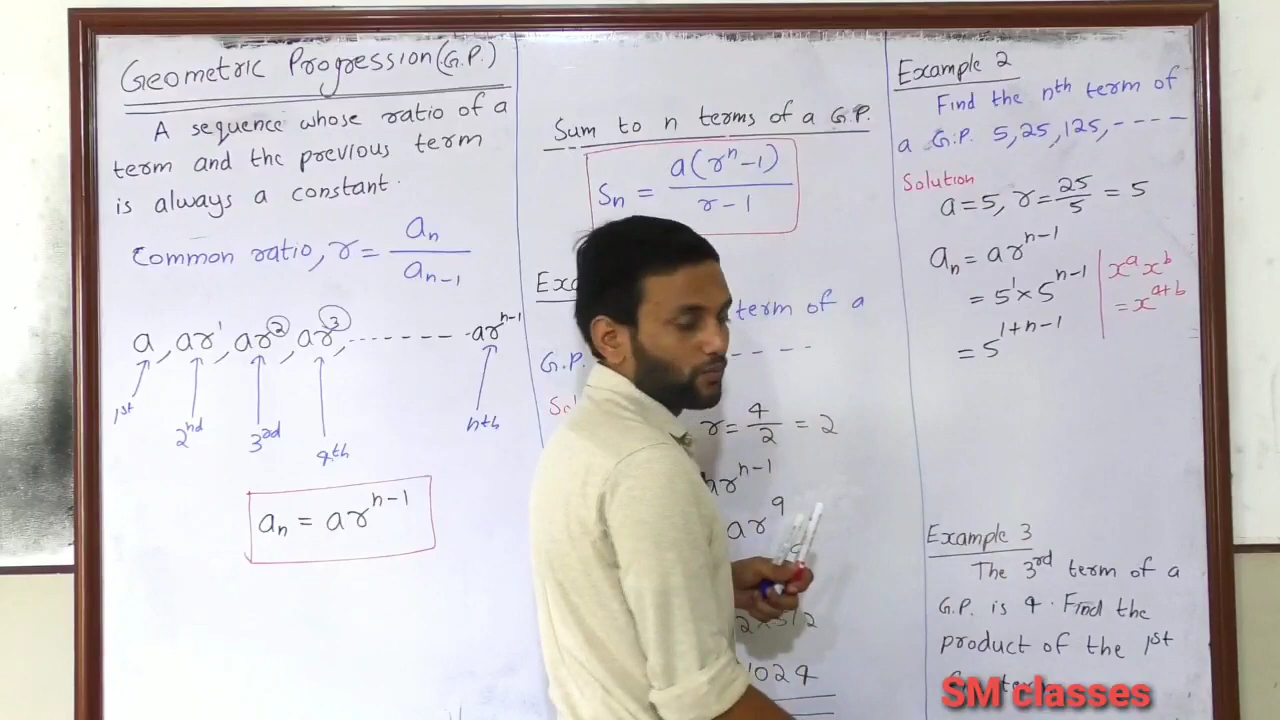 Geometric Progression (G.P.)
A sequence whose ratio of a
term and the previous term
is always a constant.
Common ratio, r = aₙ / aₙ₋₁
a, ar¹, ar², ar³, ------- arⁿ⁻¹
1st 2nd 3rd 4th nth
aₙ = arⁿ⁻¹
Sum to n terms of a G.P.
Sₙ = a(rⁿ-1) / r-1
term of a
G.P. ----
r = 4/2 = 2
arⁿ⁻¹
ar⁹
2×512
1024
Example 2
Find the nth term of
a G.P. 5, 25, 125, ----
Solution
a = 5, r = 25/5 = 5
aₙ = arⁿ⁻¹
= 5¹ × 5ⁿ⁻¹
= 5¹⁺ⁿ⁻¹
xᵃxᵇ
= xᵃ⁺ᵇ
Example 3
The 3rd term of a
G.P. is 4. Find the
product of the 1st
SM classes